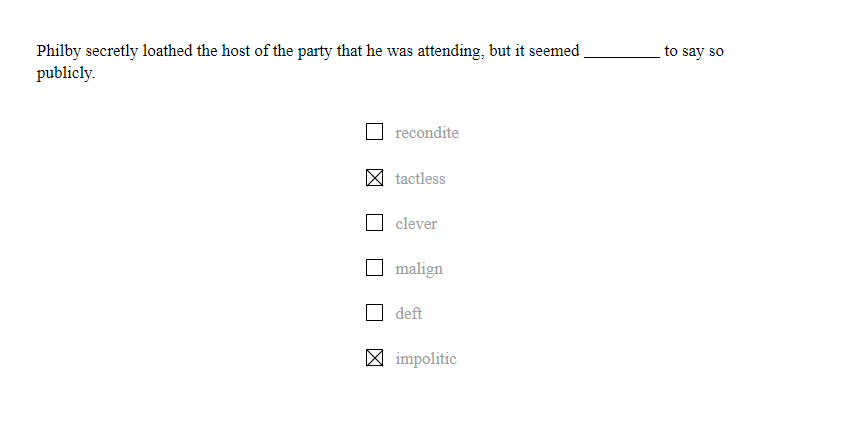 Philby secretly loathed the host of the party that he was attending, but it seemed __________ to say so
publicly.
recondite
tactless
clever
malign
deft
impolitic